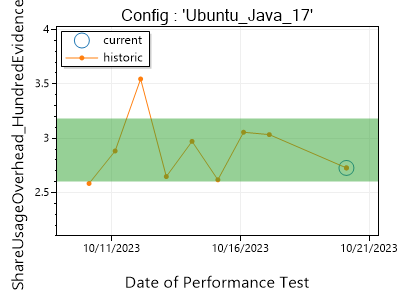 Config : 'Ubuntu_Java_17'
current
historic
ShareUsageOverhead_HundredEvidence
4
3.5
3
2.5
10/11/2023
10/16/2023
10/21/2023
Date of Performance Test